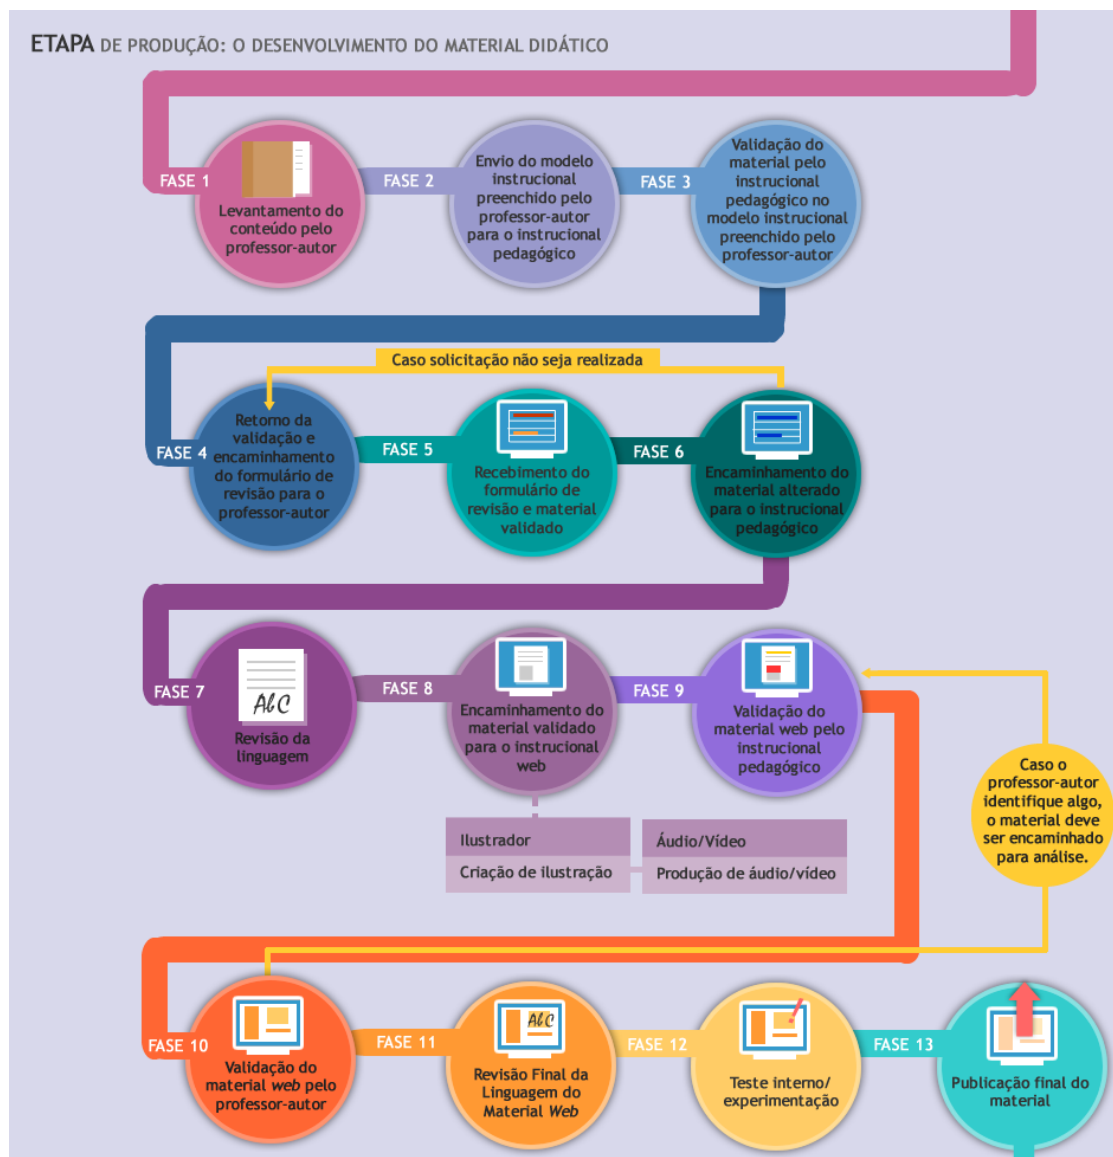 ETAPA DE PRODUÇÃO: O DESENVOLVIMENTO DO MATERIAL DIDÁTICO
FASE 1
Levantamento do
conteúdo pelo
professor-autor
FASE 2
Envio do modelo
instrucional
preenchido pelo
professor-autor
para o instrucional
pedagógico
FASE 3
Validação do
material pelo
instrucional
pedagógico no
modelo instrucional
preenchido pelo
professor-autor
Caso solicitação não seja realizada
FASE 4
Retorno da
validação e
encaminhamento
do formulário de
revisão para o
professor-autor
FASE 5
Recebimento do
formulário de
revisão e material
validado
FASE 6
Encaminhamento do
material alterado
para o instrucional
pedagógico
FASE 7
AbC
Revisão da
linguagem
FASE 8
Encaminhamento do
material validado
para o instrucional
web
FASE 9
Validação do
material web pelo
instrucional
pedagógico
Ilustrador
Criação de ilustração
Áudio/Vídeo
Produção de áudio/vídeo
Caso o
professor-autor
identifique algo,
o material deve
ser encaminhado
para análise.
FASE 10
Validação do
material web pelo
professor-autor
FASE 11
AbC
Revisão Final da
Linguagem do
Material Web
FASE 12
Teste interno/
experimentação
FASE 13
Publicação final do
material